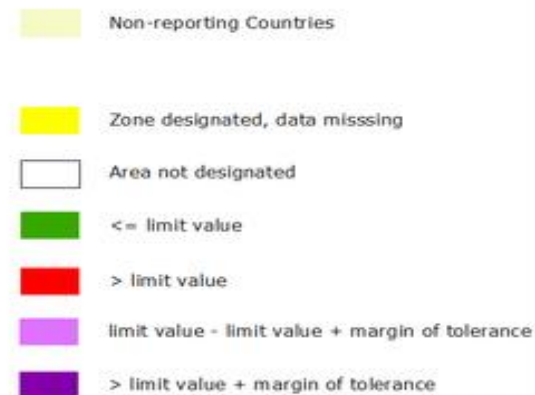 Non-reporting Countries
Zone designated, data misssing
Area not designated
<= limit value
> limit value
limit value - limit value + margin of tolerance
> limit value + margin of tolerance